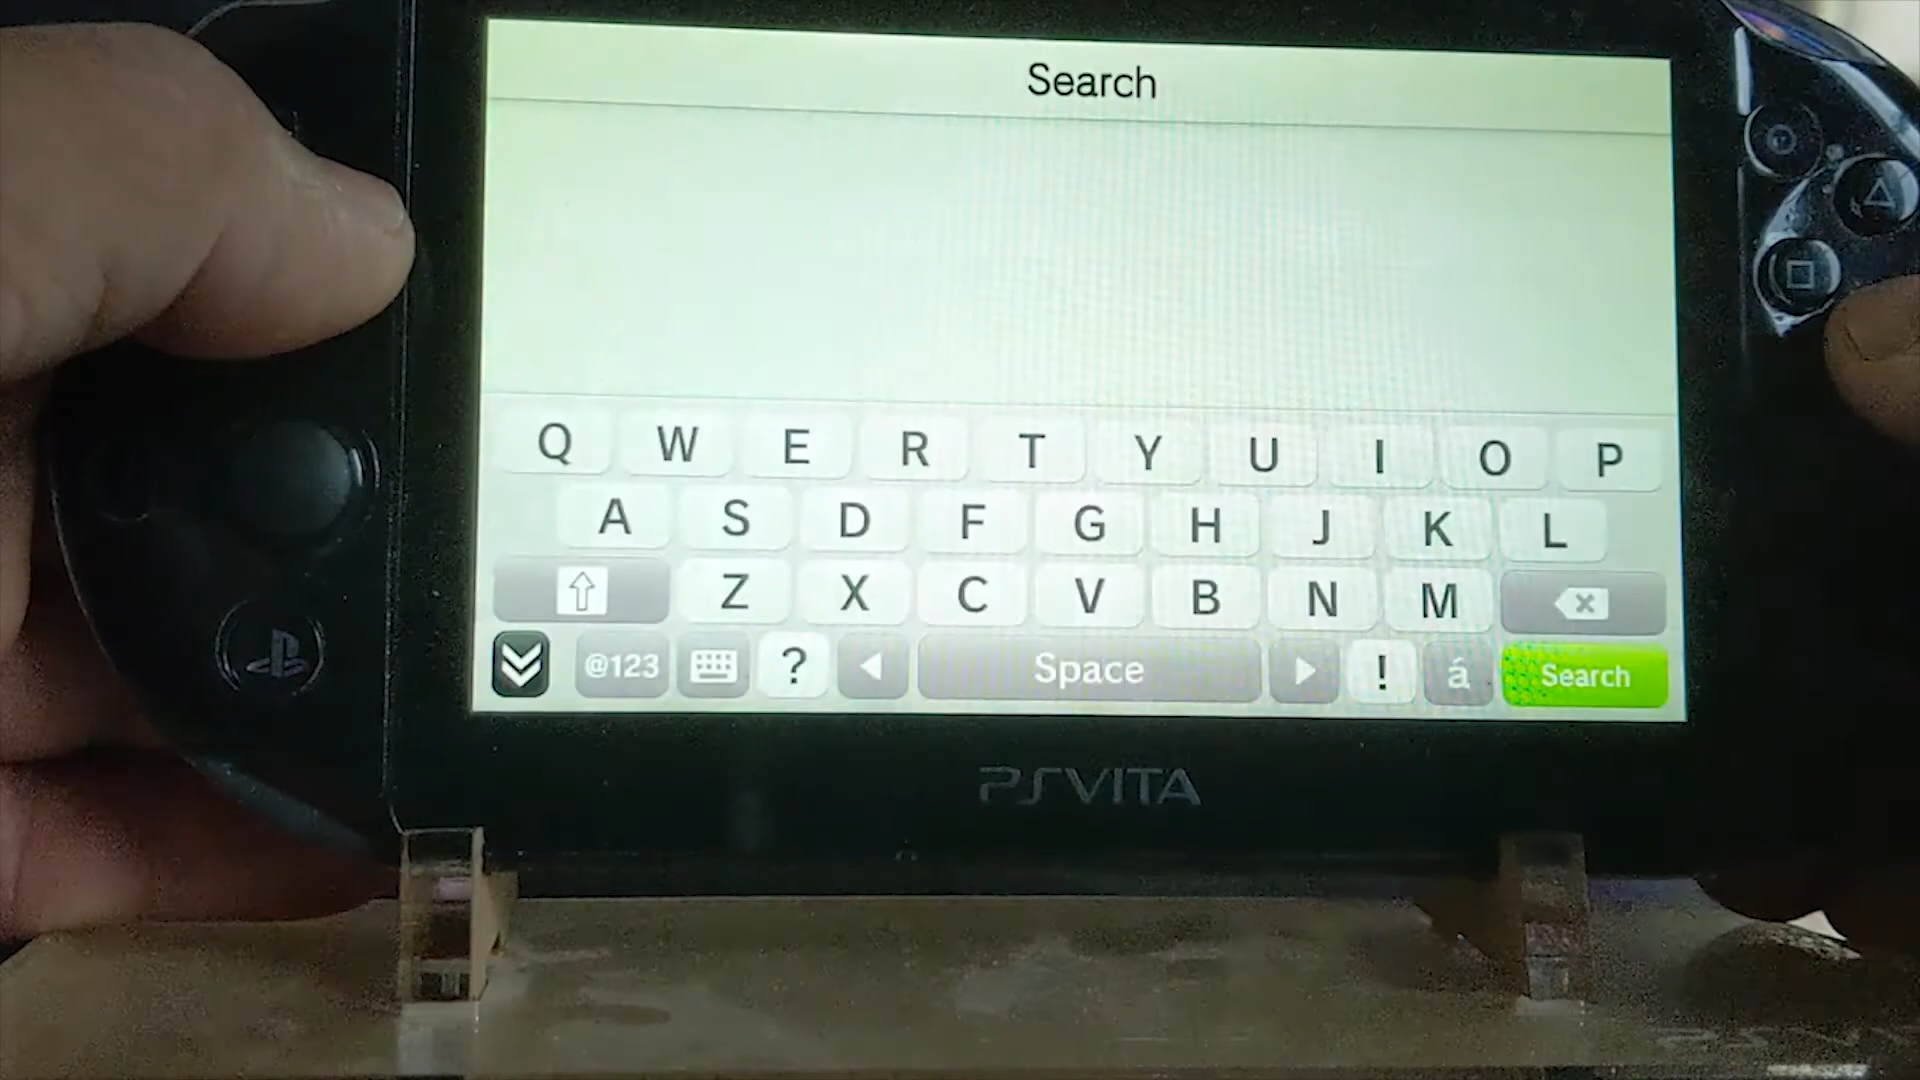 Search
Q W E R T Y U I O P
A S D F G H J K L
Z X C V B N M
@123 ? Space ! á Search
PSVITA